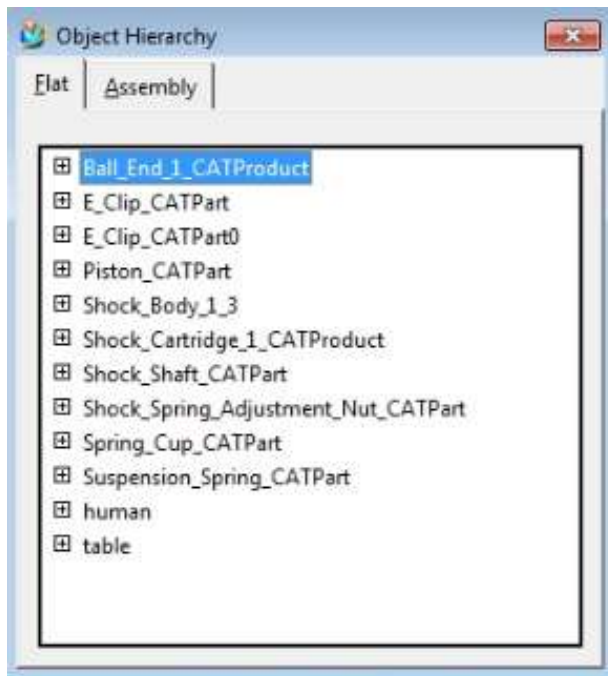 Object Hierarchy
Flat Assembly
Ball_End_1_CATProduct
E_Clip_CATPart
E_Clip_CATPart0
Piston_CATPart
Shock_Body_1_3
Shock_Cartridge_1_CATProduct
Shock_Shaft_CATPart
Shock_Spring_Adjustment_Nut_CATPart
Spring_Cup_CATPart
Suspension_Spring_CATPart
human
table